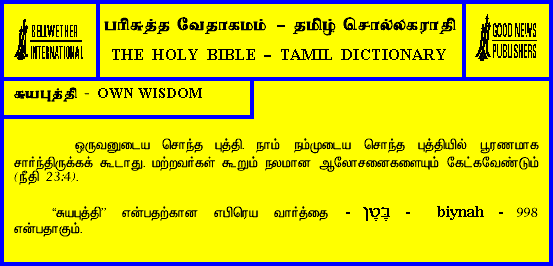 BELLWETHER
INTERNATIONAL
பரிசுத்த வேதாகமம் – தமிழ் சொல்லகராதி
THE HOLY BIBLE – TAMIL DICTIONARY
GOOD NEWS
PUBLISHERS
சுயபுத்தி - OWN WISDOM
ஒருவனுடைய சொந்த புத்தி. நாம் நம்முடைய சொந்த புத்தியில் பூரணமாக
சார்ந்திருக்கக் கூடாது. மற்றவர்கள் கூறும் நலமான ஆலோசனைகளையும் கேட்கவேண்டும்
(நீதி 23:4).
“சுயபுத்தி” என்பதற்கான எபிரெய வார்த்தை - בָּטֶן - biynah - 998
என்பதாகும்.